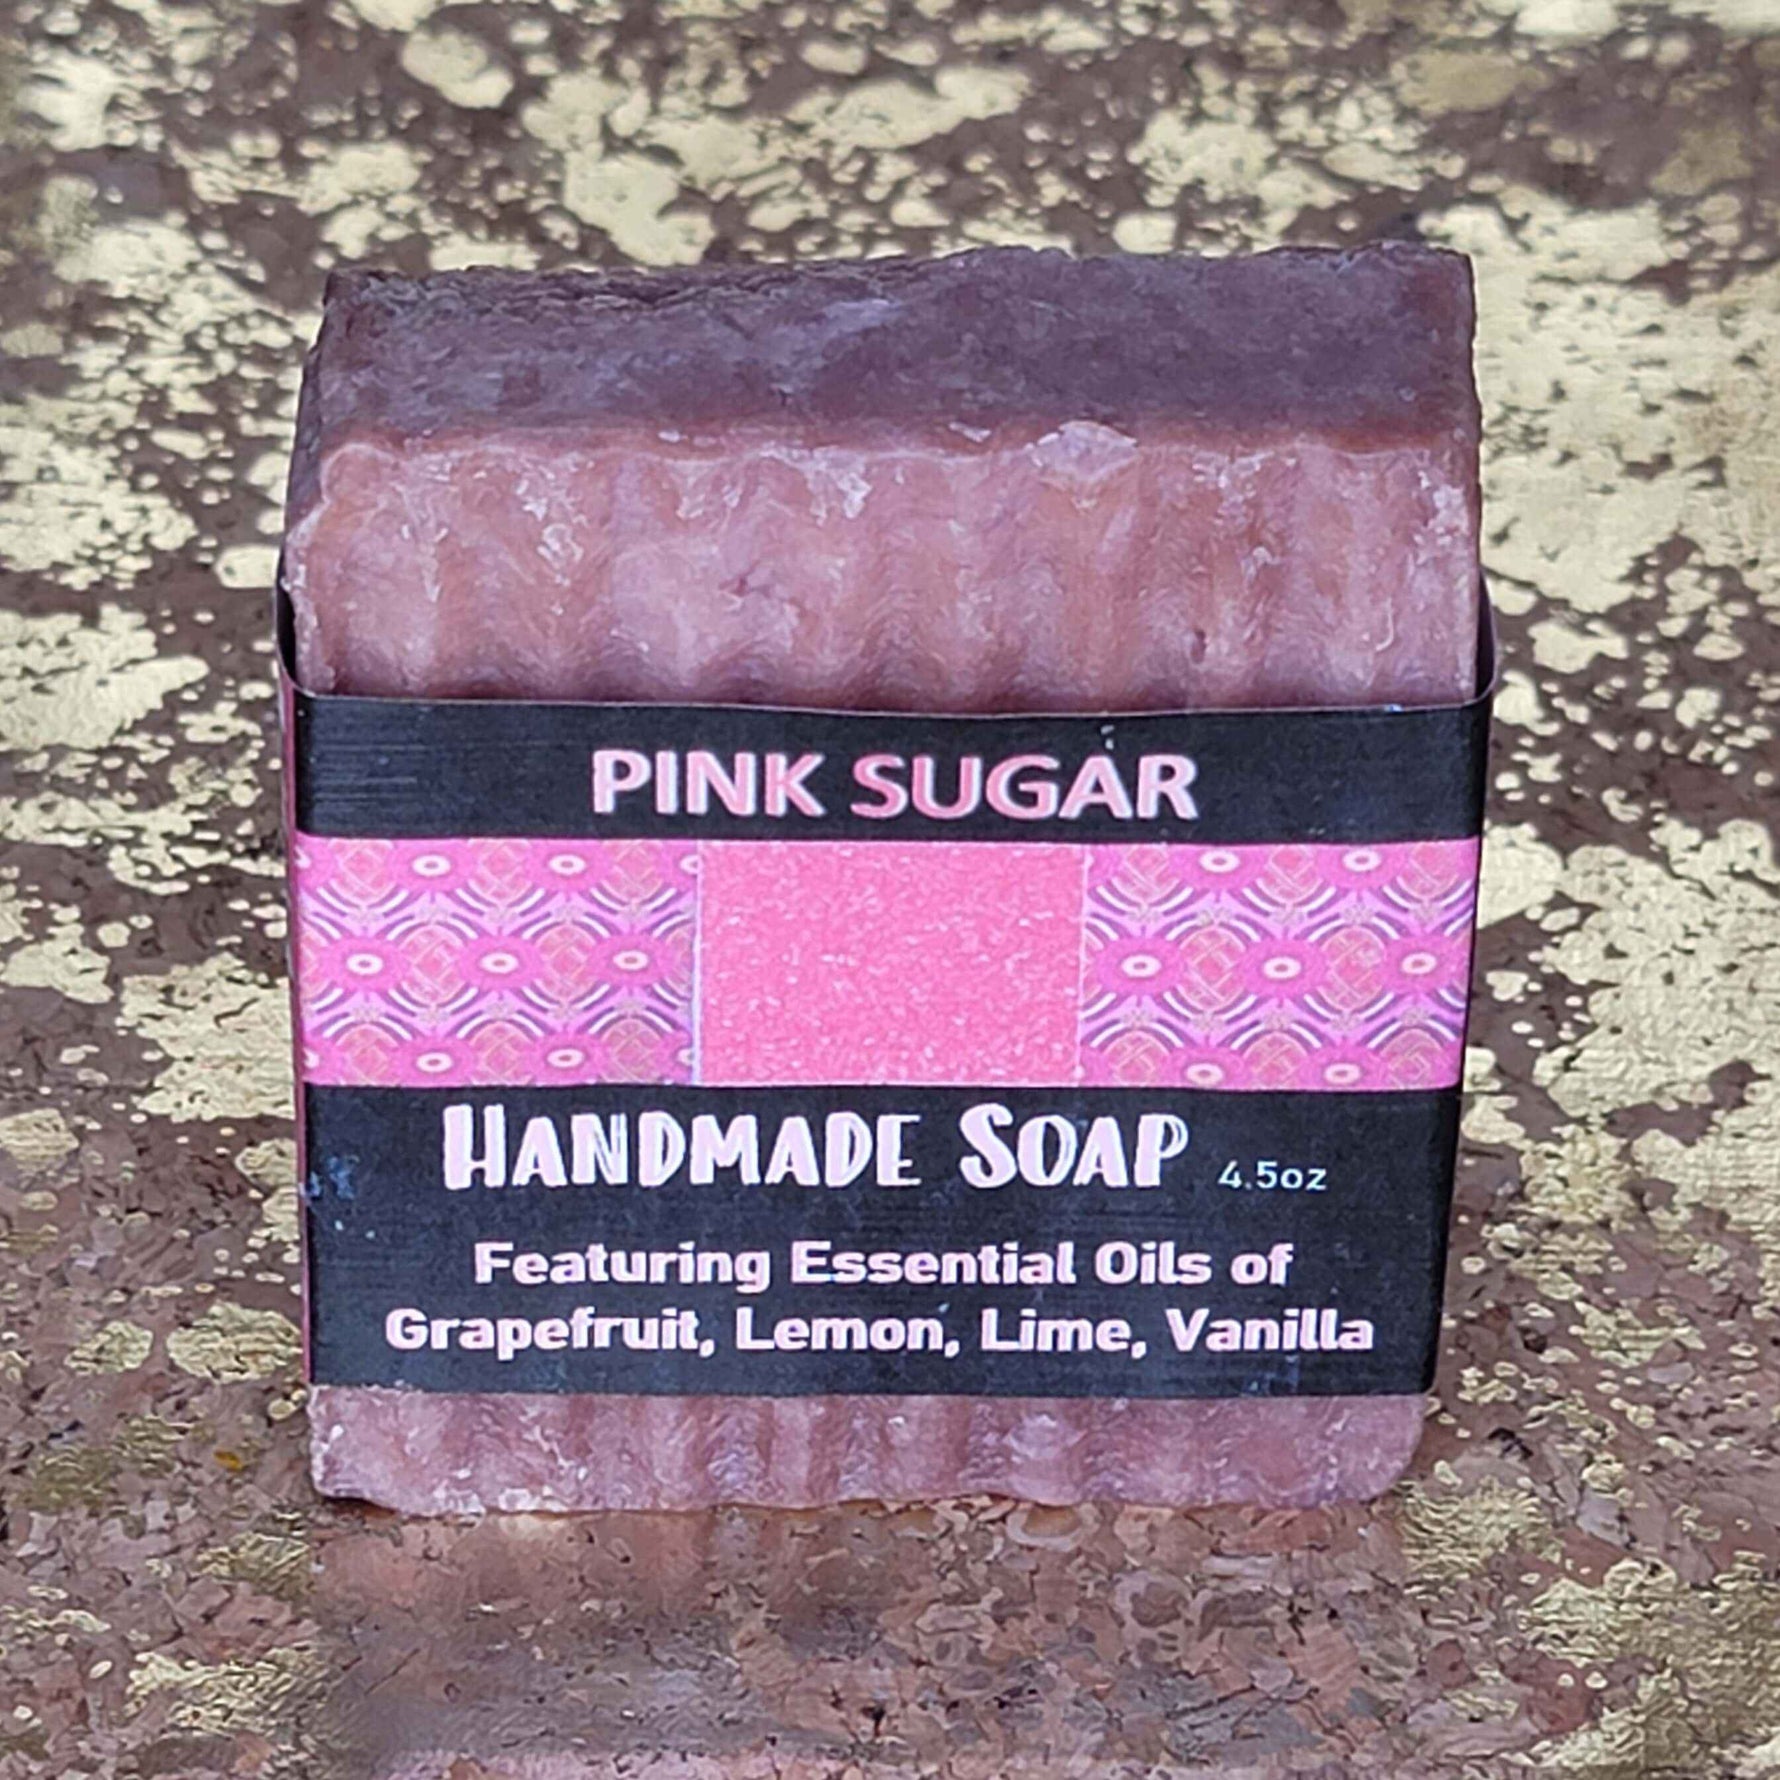 PINK SUGAR
HANDMADE SOAP 4.5oz
Featuring Essential Oils of
Grapefruit, Lemon, Lime, Vanilla